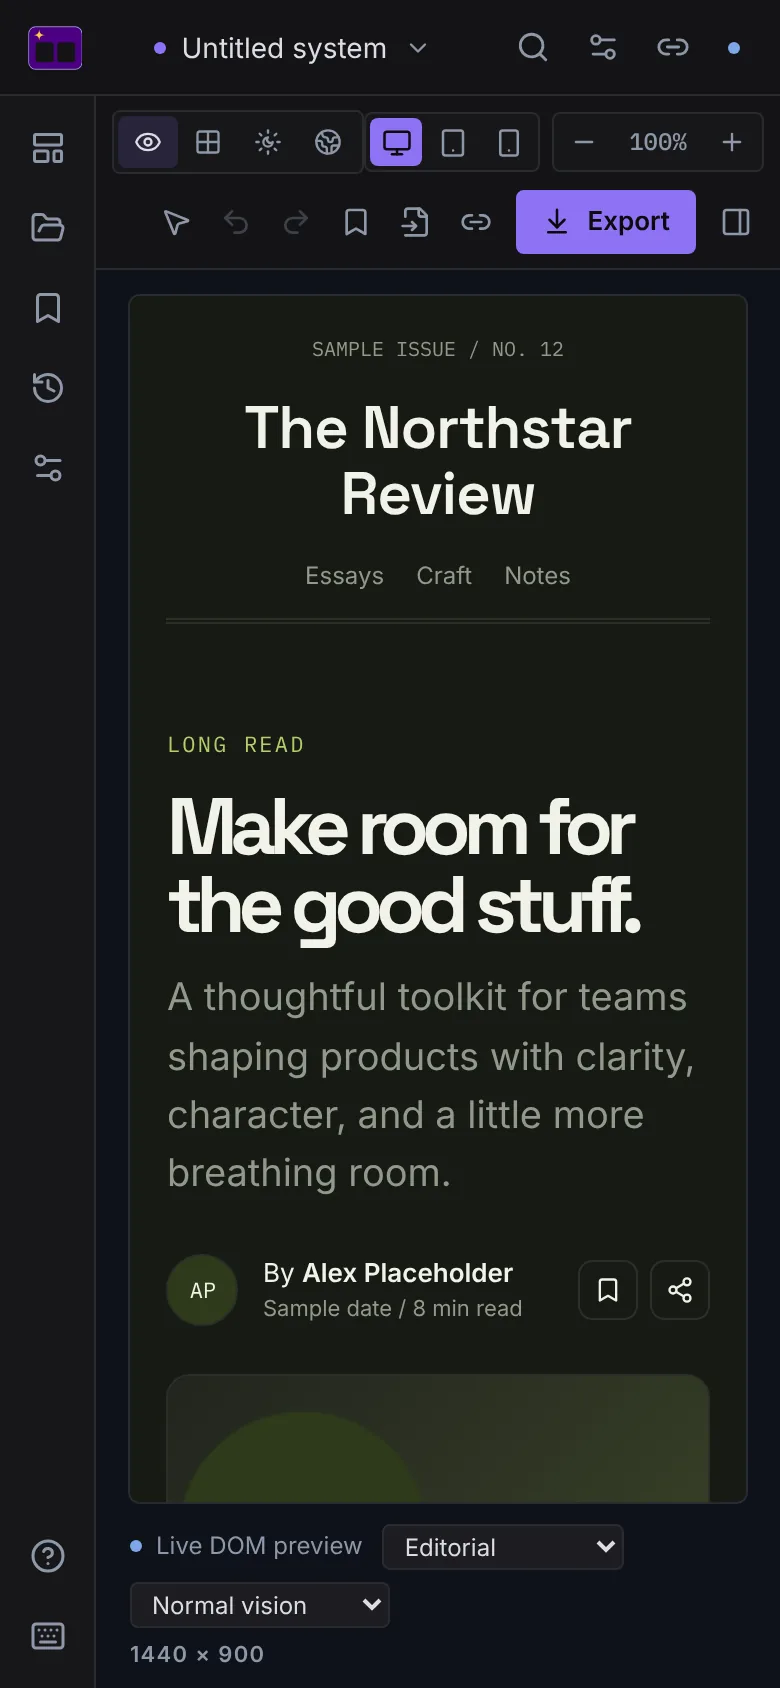 Untitled system
100%
Export
SAMPLE ISSUE / NO. 12
The Northstar
Review
Essays Craft Notes
LONG READ
Make room for
the good stuff.
A thoughtful toolkit for teams
shaping products with clarity,
character, and a little more
breathing room.
AP
By Alex Placeholder
Sample date / 8 min read
Live DOM preview
Editorial
Normal vision
1440 × 900